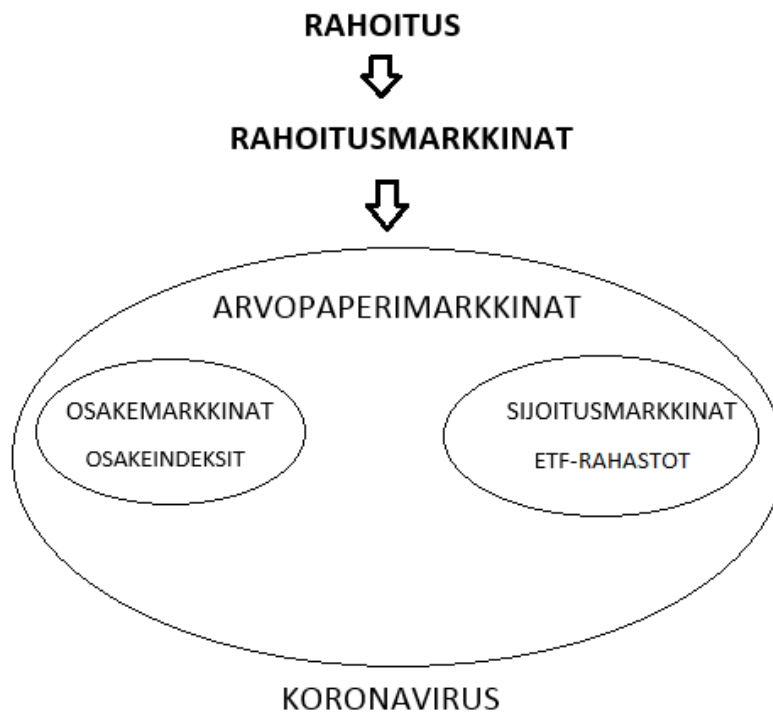 RAHOITUS
RAHOITUSMARKKINAT
ARVOPAPERIMARKKINAT
OSAKEMARKKINAT
OSAKEINDEKSIT
SIJOITUSMARKKINAT
ETF-RAHASTOT
KORONAVIRUS